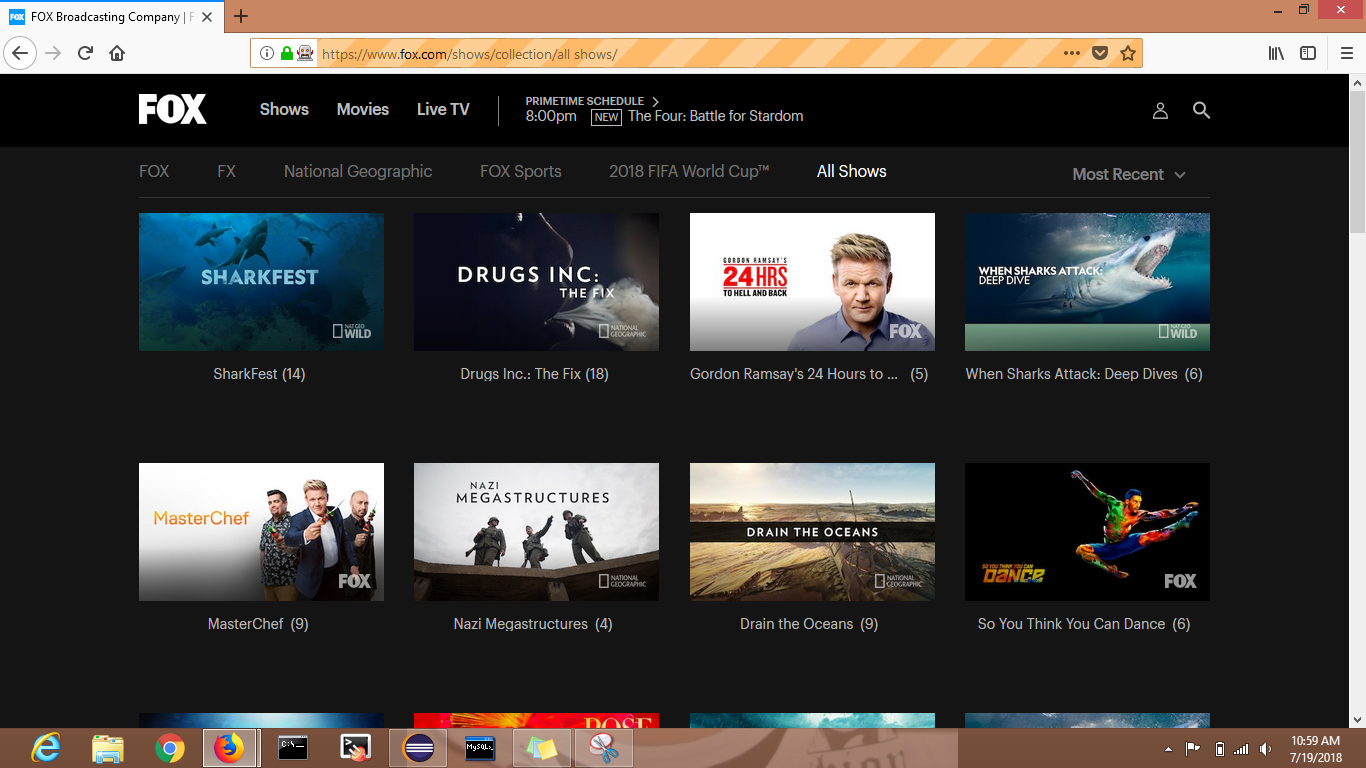 FOX FOX Broadcasting Company | F
https://www.fox.com/shows/collection/all shows/
FOX
Shows
Movies
Live TV
PRIMETIME SCHEDULE
8:00pm NEW The Four: Battle for Stardom
FOX
FX
National Geographic
FOX Sports
2018 FIFA World Cup™
All Shows
Most Recent
SHARKFEST
NAT GEO
WILD
DRUGS INC:
THE FIX
NATIONAL
GEOGRAPHIC
GORDON RAMSAY'S
24 HRS
TO HELL AND BACK
FOX
WHEN SHARKS ATTACK:
DEEP DIVE
NAT GEO
WILD
SharkFest (14)
Drugs Inc.: The Fix (18)
Gordon Ramsay's 24 Hours to ... (5)
When Sharks Attack: Deep Dives (6)
MasterChef
FOX
NAZI
MEGASTRUCTURES
NATIONAL
GEOGRAPHIC
DRAIN THE OCEANS
NATIONAL
GEOGRAPHIC
SO YOU THINK YOU CAN
DANCE
FOX
MasterChef (9)
Nazi Megastructures (4)
Drain the Oceans (9)
So You Think You Can Dance (6)
POSE
C:\_
MySQL
10:59 AM
7/19/2018